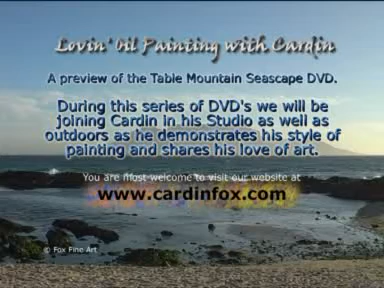 Lovin' Oil Painting with Cardin
A preview of the Table Mountain Seascape DVD.
During this series of DVD's we will be
joining Cardin in his Studio as well as
outdoors as he demonstrates his style of
painting and shares his love of art.
You are most welcome to visit our website at
www.cardinfox.com
© Fox Fine Art